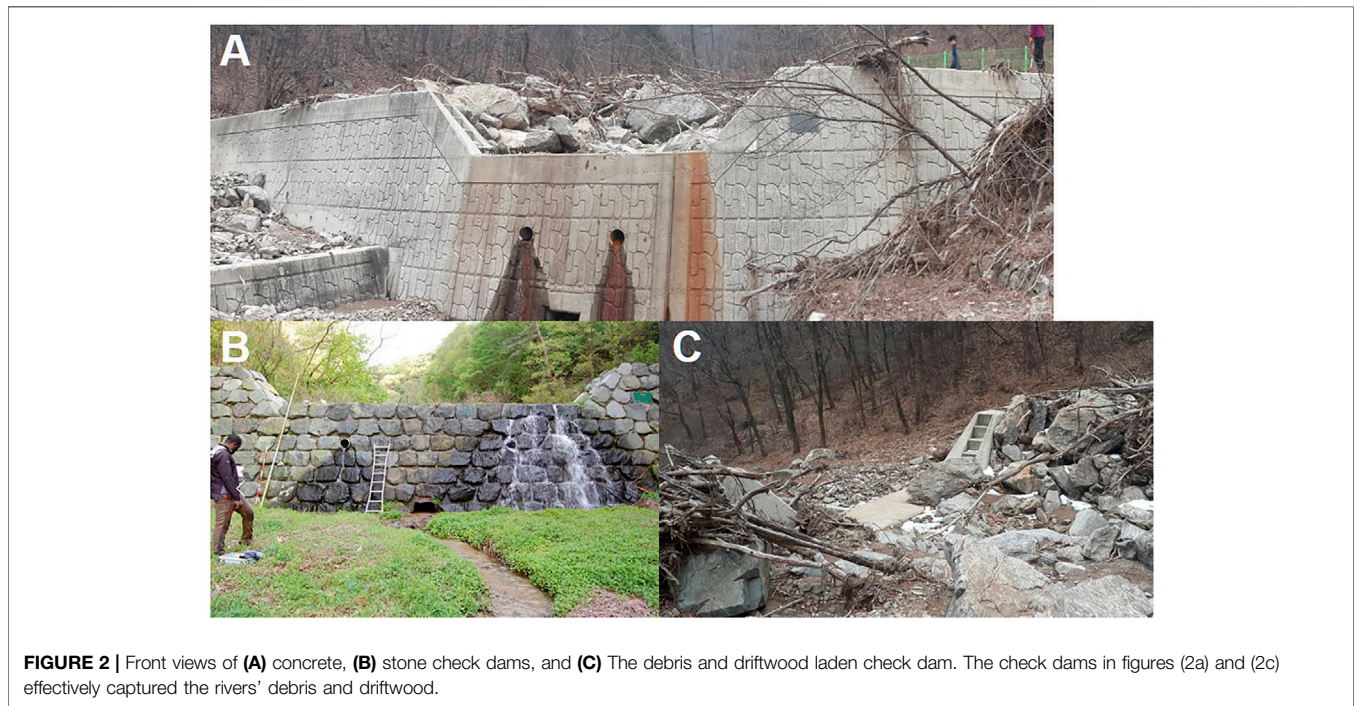 A
B
C
FIGURE 2 | Front views of (A) concrete, (B) stone check dams, and (C) The debris and driftwood laden check dam. The check dams in figures (2a) and (2c)
effectively captured the rivers’ debris and driftwood.